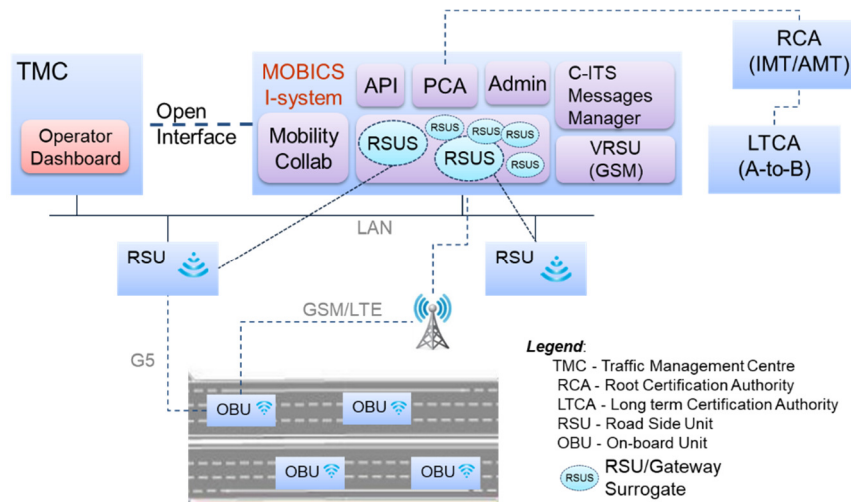 TMC
Operator
Dashboard
Open
Interface
MOBICS
I-system
API
PCA
Admin
C-ITS
Messages
Manager
Mobility
Collab
RSUS
RSUS
RSUS
RSUS
RSUS
RSUS
VRSU
(GSM)
RCA
(IMT/AMT)
LTCA
(A-to-B)
LAN
RSU
RSU
GSM/LTE
G5
OBU
OBU
OBU
OBU
Legend:
TMC - Traffic Management Centre
RCA - Root Certification Authority
LTCA - Long term Certification Authority
RSU - Road Side Unit
OBU - On-board Unit
RSUS
RSU/Gateway
Surrogate